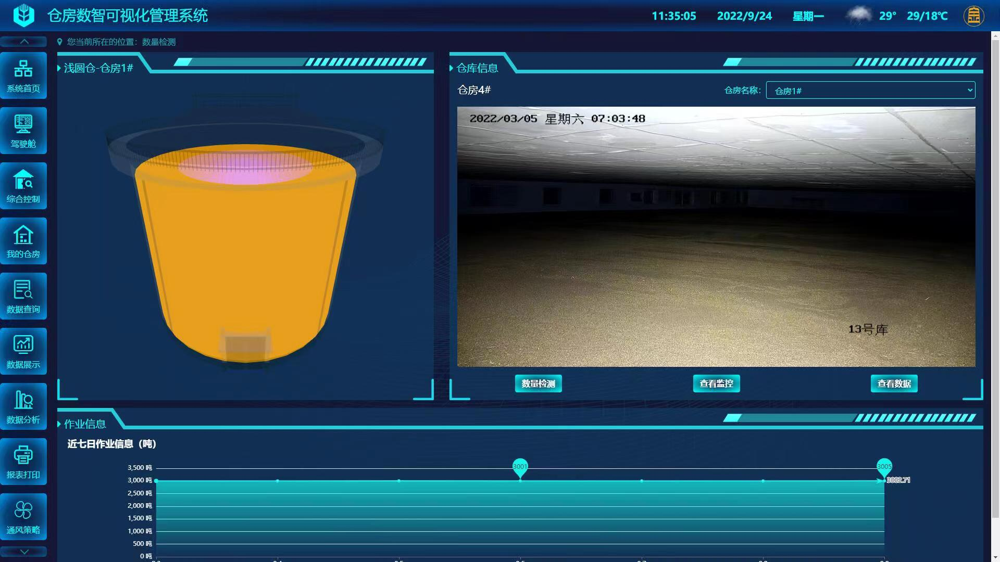 仓房数智可视化管理系统
11:35:05 2022/9/24 星期一 29° 29/18℃
您当前所在的位置：数量检测
系统首页
驾驶舱
综合控制
我的仓房
数据查询
数据展示
数据分析
报表打印
通风策略
浅圆仓-仓房1#
仓库信息
仓房4#
仓房名称： 仓房1#
2022/03/05 星期六 07:03:48
13号库
数量检测 查看监控 查看数据
作业信息
近七日作业信息（吨）
3,500 吨
3,000 吨
2,500 吨
2,000 吨
1,500 吨
1,000 吨
500 吨
0 吨
3001
3005
3002.71